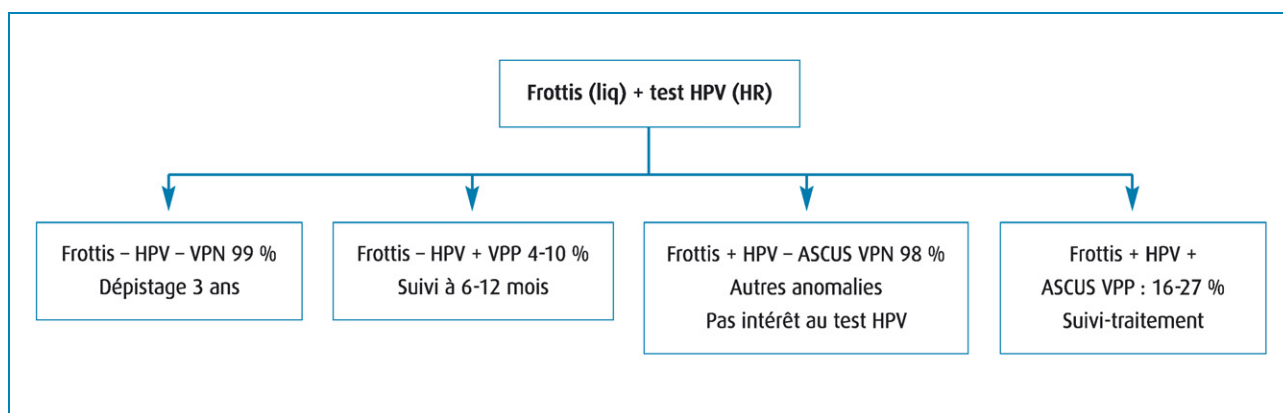 Frottis (liq) + test HPV (HR)
Frottis – HPV – VPN 99 %
Dépistage 3 ans
Frottis – HPV + VPP 4-10 %
Suivi à 6-12 mois
Frottis + HPV – ASCUS VPN 98 %
Autres anomalies
Pas intérêt au test HPV
Frottis + HPV +
ASCUS VPP : 16-27 %
Suivi-traitement